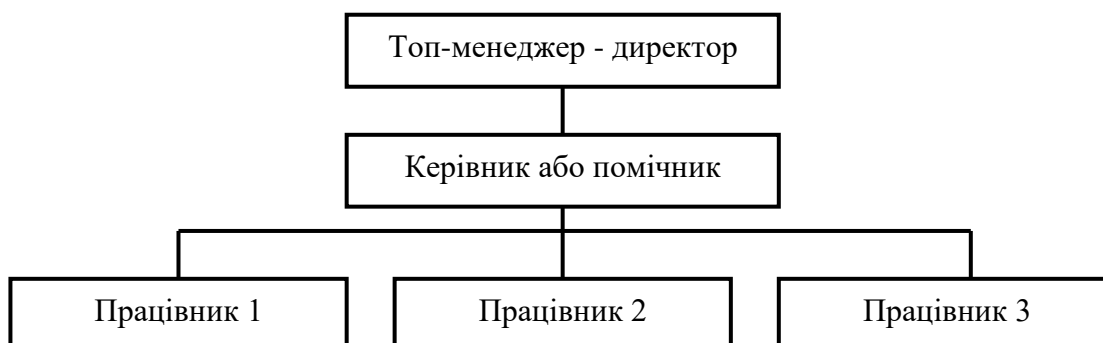 Топ-менеджер - директор
Керівник або помічник
Працівник 1
Працівник 2
Працівник 3